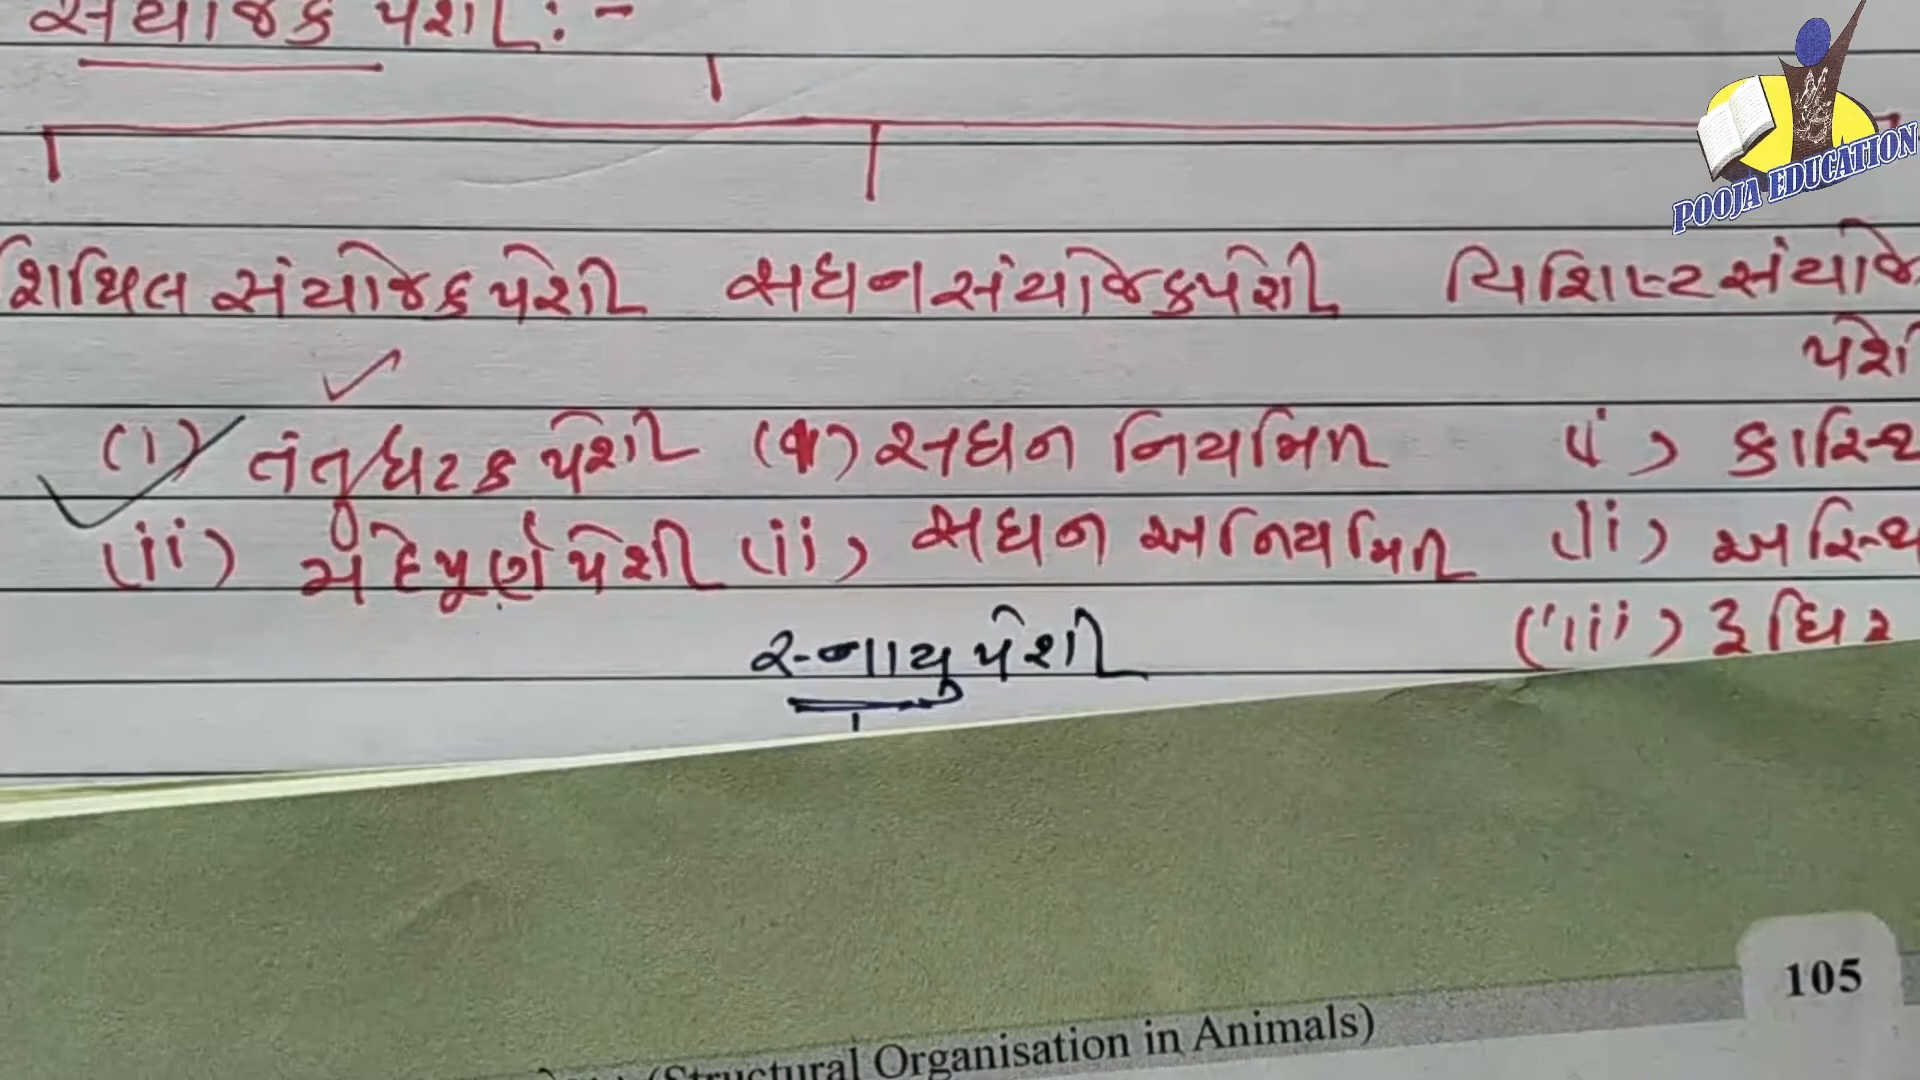 સંયોજક પેશી :-
POOJA EDUCATION
શિથિલ સંયોજક પેશી સઘન સંયોજક પેશી વિશિષ્ટ સંયોજ
પેશી
(i) તંતુઘટક પેશી (i) સઘન નિયમિત i) કાસ્થિ
(ii) મેદપૂર્ણ પેશી (ii) સઘન અનિયમિત ii) અસ્થિ
(iii) રૂધિર
સ્નાયુ પેશી
105
(Structural Organisation in Animals)